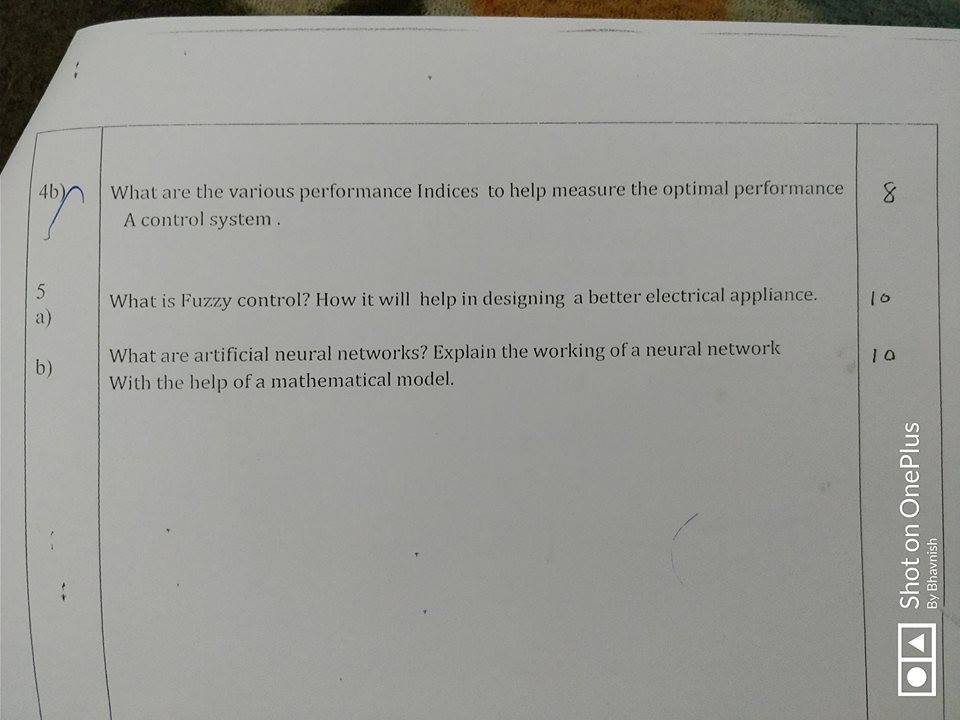 4b) What are the various performance Indices to help measure the optimal performance 8
A control system .
5
a) What is Fuzzy control? How it will help in designing a better electrical appliance. 10
b) What are artificial neural networks? Explain the working of a neural network 10
With the help of a mathematical model.
Shot on OnePlus
By Bhavnish